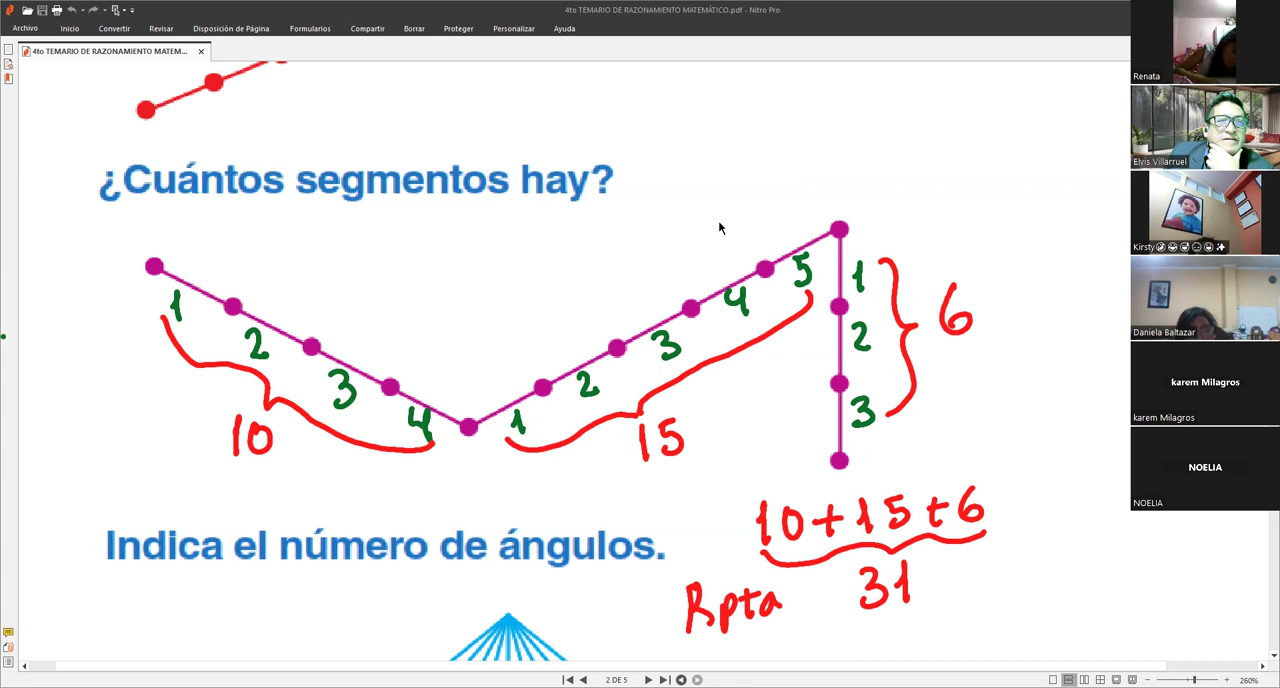 4to TEMARIO DE RAZONAMIENTO MATEMÁTICO.pdf - Nitro Pro
Archivo Inicio Convertir Revisar Disposición de Página Formularios Compartir Borrar Proteger Personalizar Ayuda
4to TEMARIO DE RAZONAMIENTO MATEM...
¿Cuántos segmentos hay?
1 2 3 4
10
1 2 3 4 5
15
1
2
3
6
10+15+6
31
Rpta
Indica el número de ángulos.
2 DE 5
260%
Renata
Elvis Villarruel
Kirsty
Daniela Baltazar
karem Milagros
karem Milagros
NOELIA
NOELIA